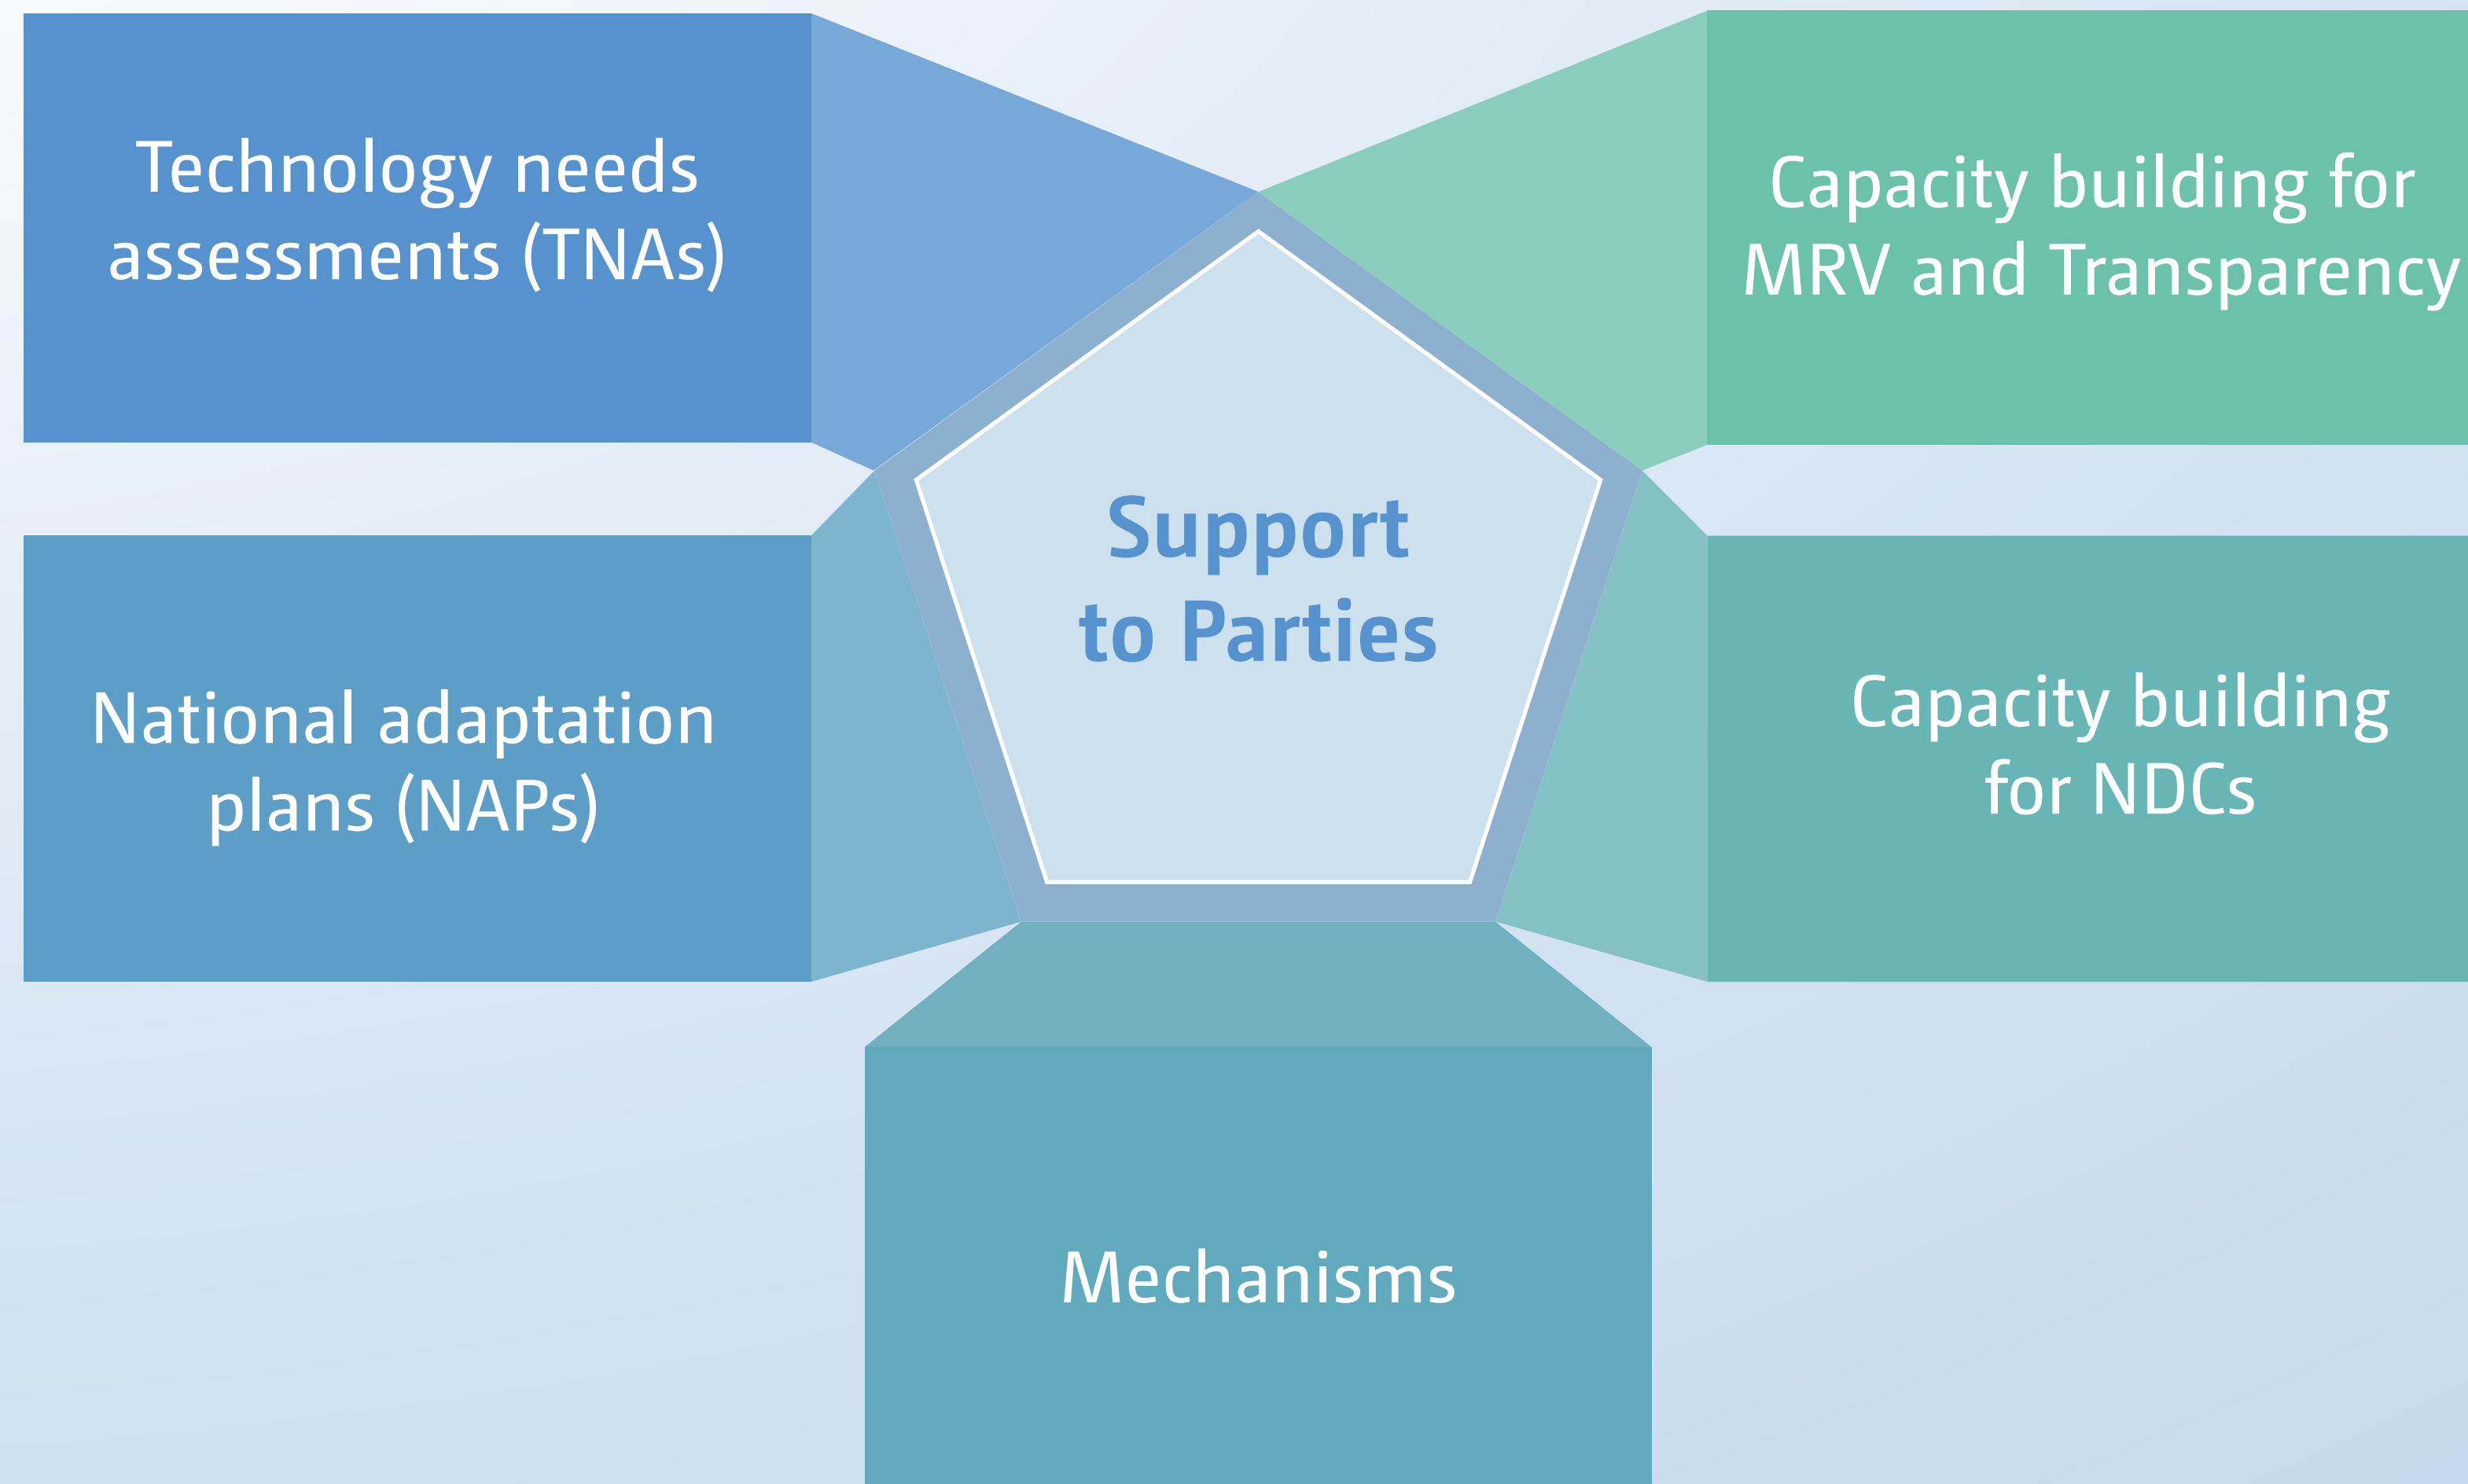 Technology needs
assessments (TNAs)
Capacity building for
MRV and Transparency
Support
to Parties
National adaptation
plans (NAPs)
Capacity building
for NDCs
Mechanisms